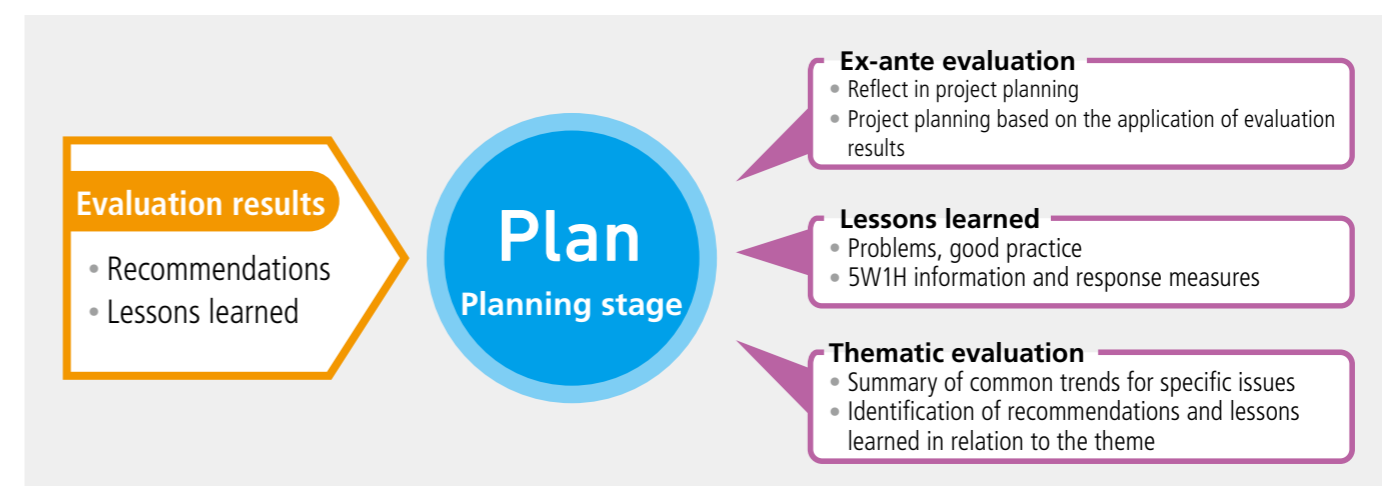 Evaluation results
• Recommendations
• Lessons learned
Plan
Planning stage
Ex-ante evaluation
• Reflect in project planning
• Project planning based on the application of evaluation
results
Lessons learned
• Problems, good practice
• 5W1H information and response measures
Thematic evaluation
• Summary of common trends for specific issues
• Identification of recommendations and lessons
learned in relation to the theme